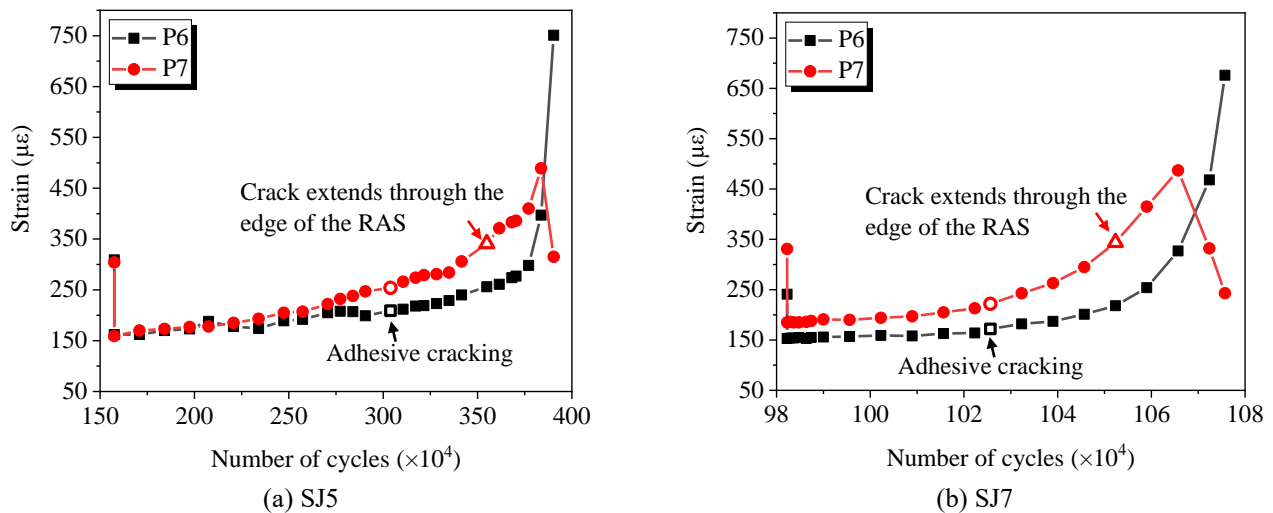 P6
P7
750
650
550
450
350
250
150
50
Strain (με)
Crack extends through the
edge of the RAS
Adhesive cracking
150 200 250 300 350 400
Number of cycles (×10⁴)
(a) SJ5
P6
P7
750
650
550
450
350
250
150
50
Strain (με)
Crack extends through the
edge of the RAS
Adhesive cracking
98 100 102 104 106 108
Number of cycles (×10⁴)
(b) SJ7